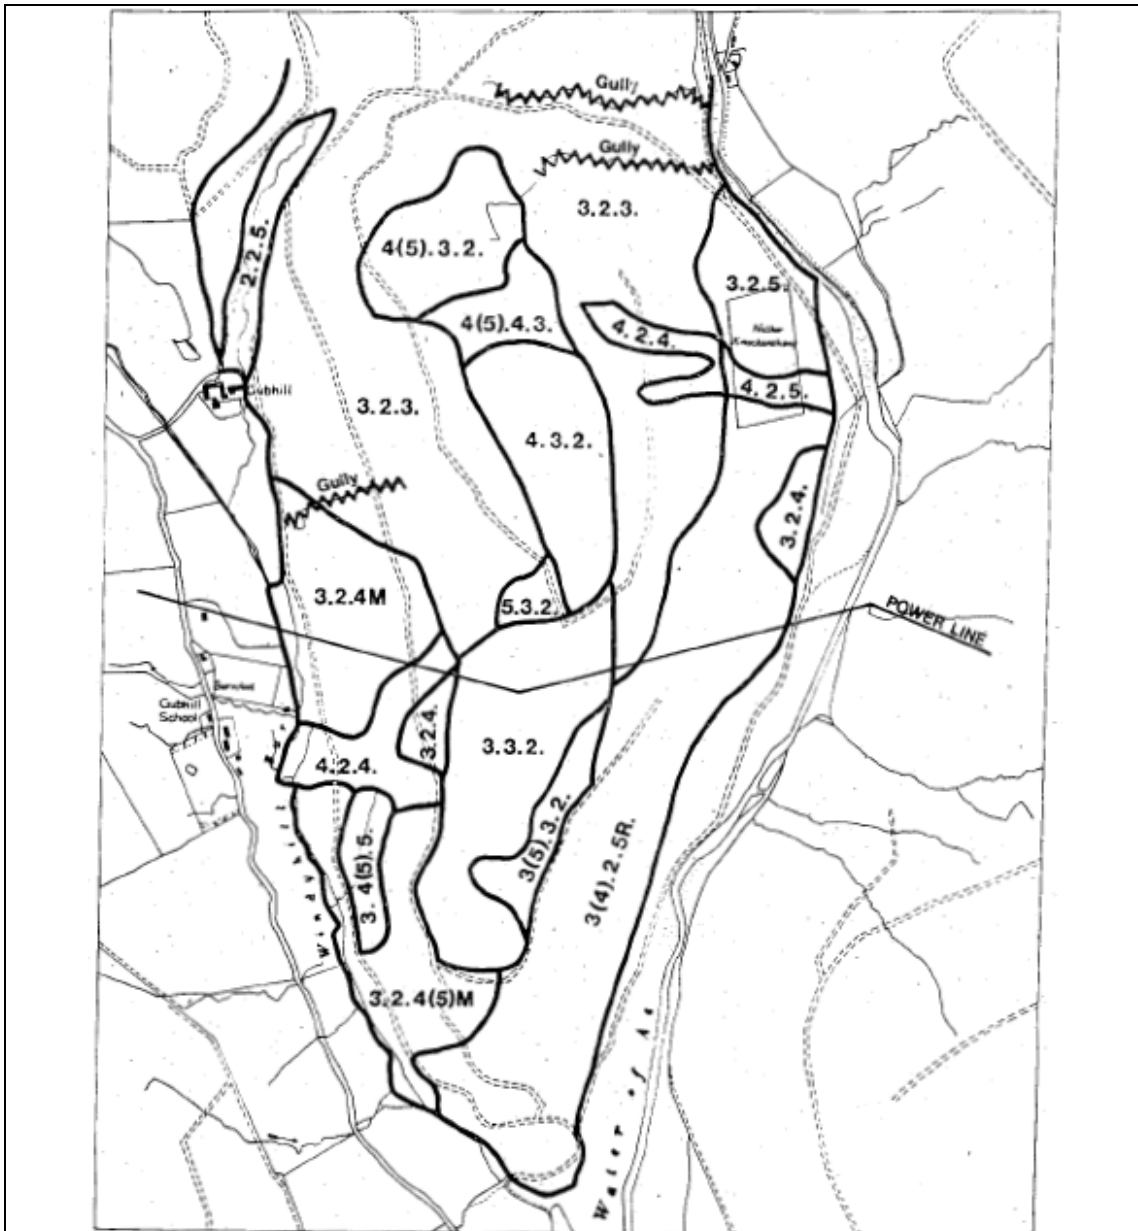 Gully
Gully
3.2.3.
2.2.5.
4(5).3.2.
3.2.5.
4(5).4.3.
4.2.4.
Nether
4.2.5.
Gubhill
3.2.3.
4.3.2.
Gully
3.2.4.
3.2.4M
5.3.2.
POWER LINE
Gubhill
School
3.2.4.
3.3.2.
4.2.4.
3(5).3.2.
3.4(5).5.
3(4).2.5R.
Windyhill
3.2.4(5)M
Water of Ae